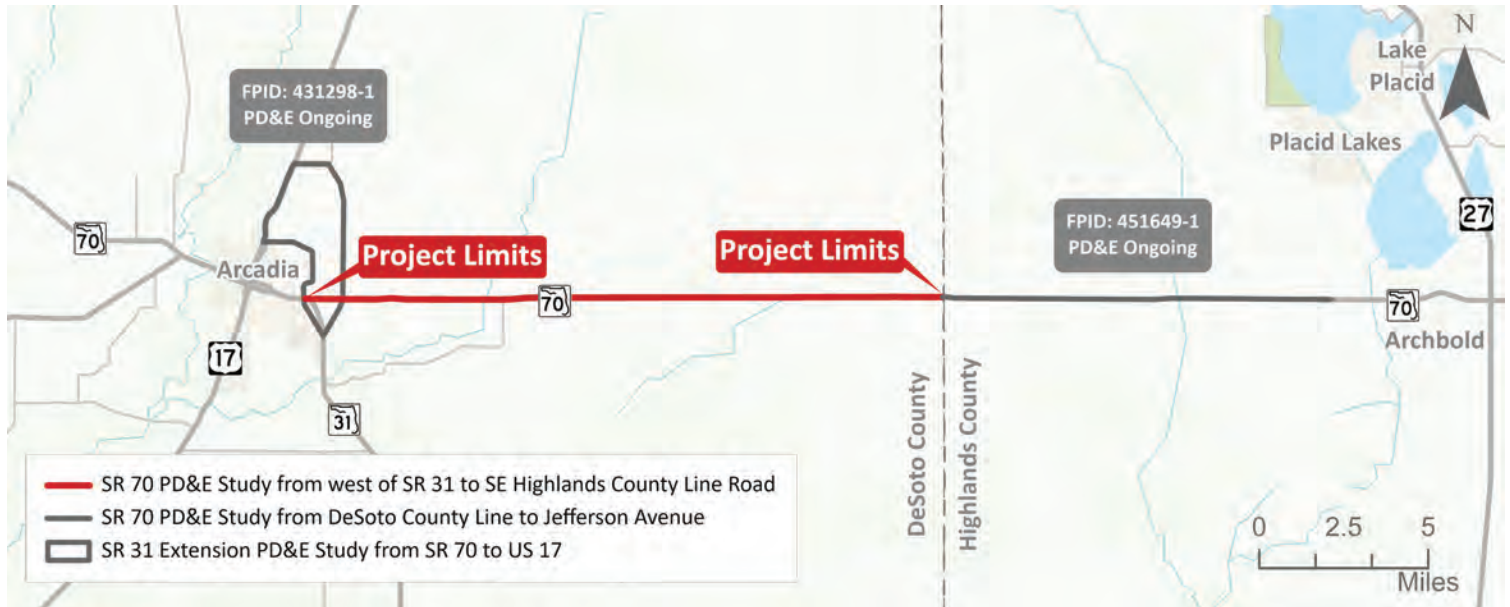 N
Lake
Placid
FPID: 431298-1
PD&E Ongoing
Placid Lakes
FPID: 451649-1
PD&E Ongoing
27
70
Project Limits
Project Limits
Arcadia
70
70
Archbold
17
31
DeSoto County
Highlands County
SR 70 PD&E Study from west of SR 31 to SE Highlands County Line Road
SR 70 PD&E Study from DeSoto County Line to Jefferson Avenue
SR 31 Extension PD&E Study from SR 70 to US 17
0 2.5 5
Miles